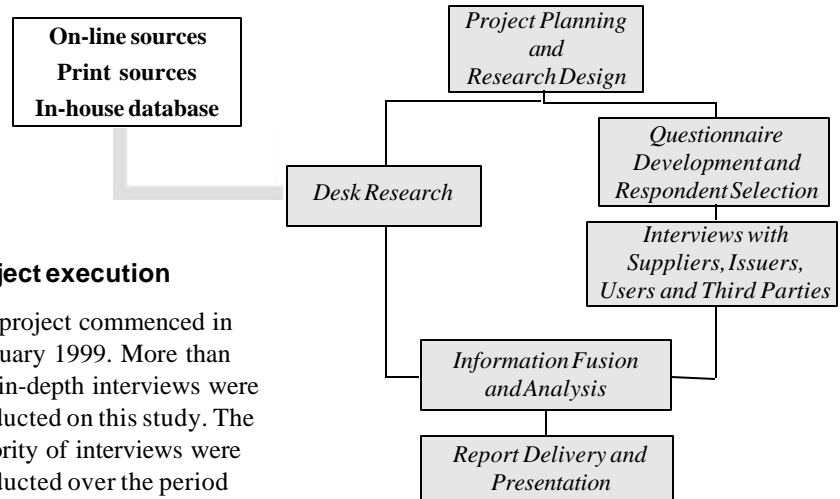 On-line sources
Print sources
In-house database
Project Planning
and
Research Design
Questionnaire
Development and
Respondent Selection
Desk Research
Interviews with
Suppliers, Issuers,
Users and Third Parties
ject execution
project commenced in
uary 1999. More than
in-depth interviews were
ducted on this study. The
ority of interviews were
ducted over the period
Information Fusion
and Analysis
Report Delivery and
Presentation